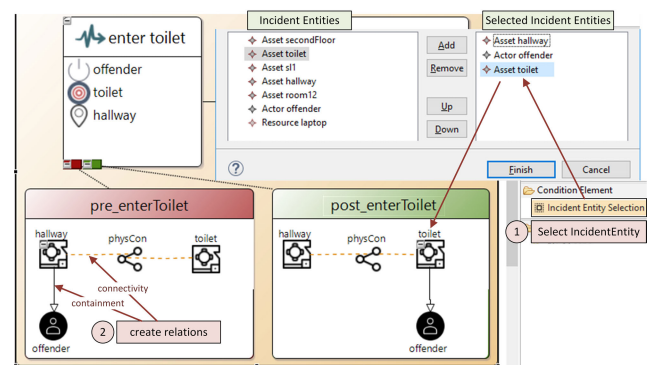 enter toilet
offender
toilet
hallway
Incident Entities
Asset secondFloor
Asset toilet
Asset sl1
Asset hallway
Asset room12
Actor offender
Resource laptop
Add
Remove
Up
Down
Selected Incident Entities
Asset hallway
Actor offender
Asset toilet
?
Finish
Cancel
Condition Element
Incident Entity Selection
1 Select IncidentEntity
pre_enterToilet
hallway
physCon
toilet
connectivity
containment
2 create relations
offender
post_enterToilet
hallway
physCon
toilet
offender